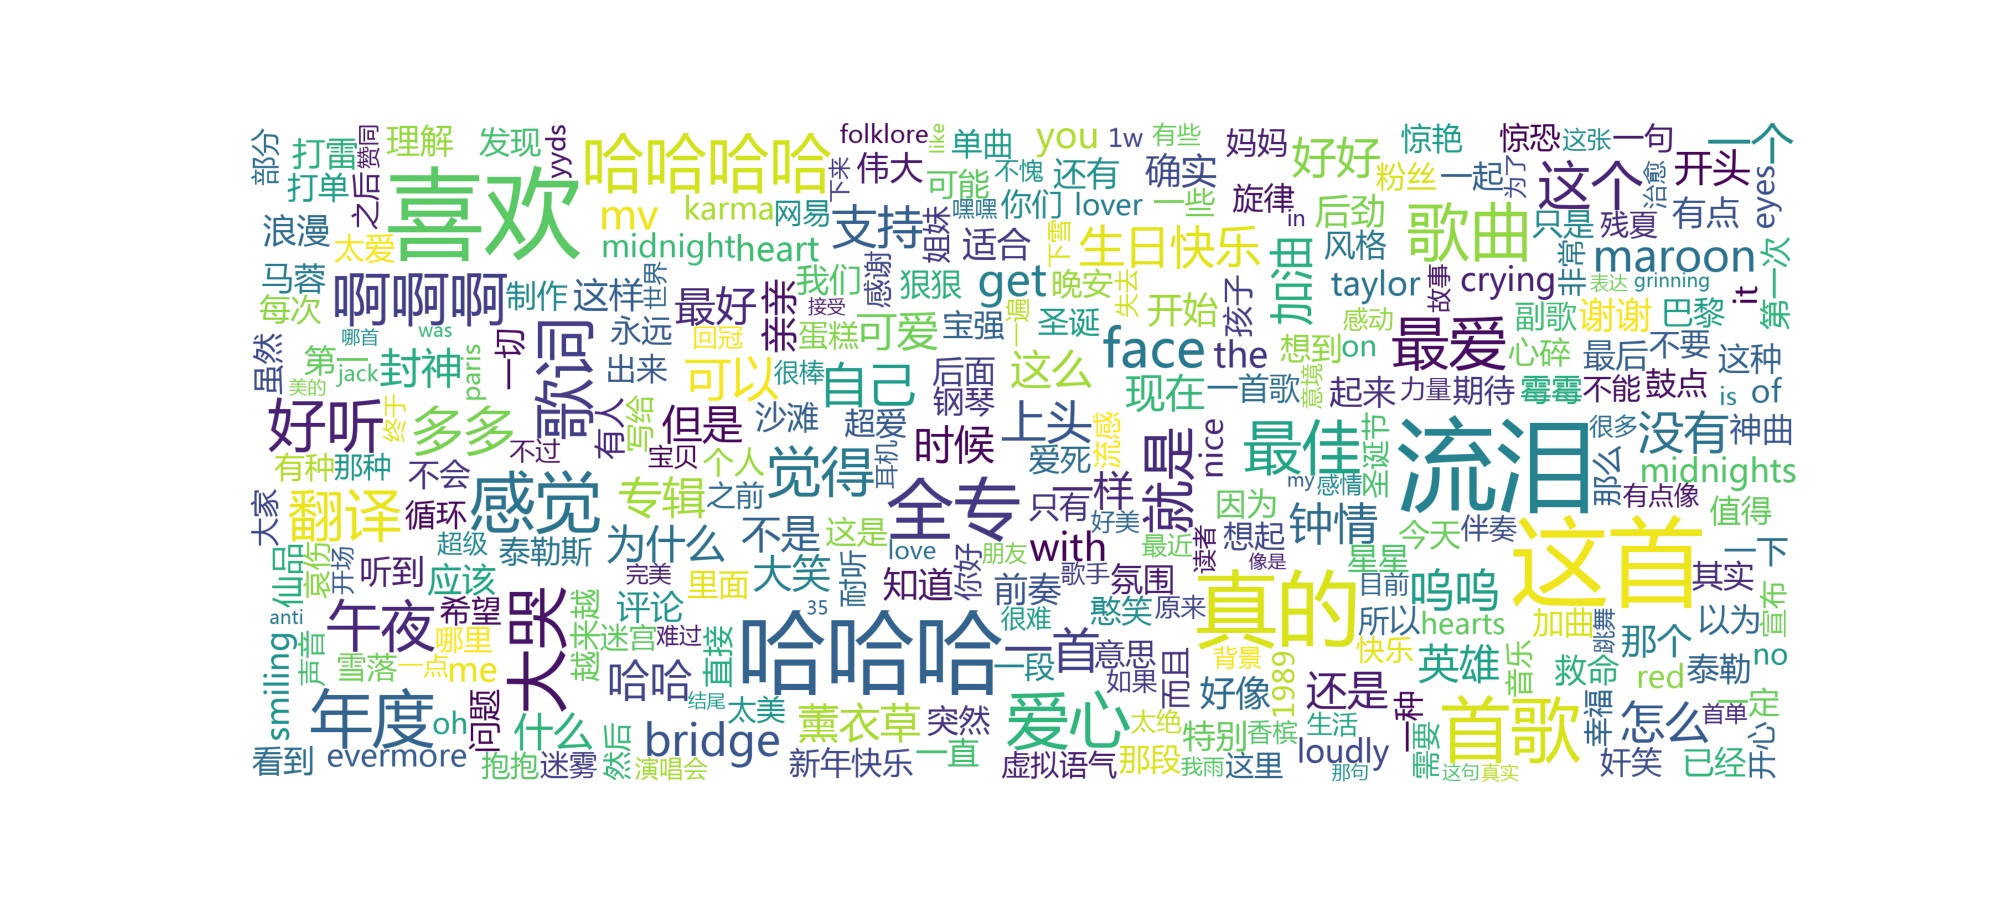 部分
打雷
打单
赞同
之后
理解
发现
yyds
喜欢
哈哈哈哈
folklore
like
单曲
you
1w
有些
妈妈
好好
惊艳
惊恐
这张
一句
一个
伟大
下来
可能
不愧
还有
确实
粉丝
一起
为了
这个
治愈
开头
eyes
浪漫
太爱
mv
karma
网易
支持
姐妹
嘿嘿
你们
lover
一些
旋律
in
后劲
歌曲
只是
残夏
有点
midnight
heart
适合
下雪
生日快乐
加油
风格
非常
maroon
第一次
马蓉
每次
啊啊啊
制作
这样
世界
最好
亲亲
我们
接受
感谢
狠狠
get
晚安
失去
开始
孩子
taylor
故事
crying
表达
grinning
it
虽然
哪首
was
第一
jack
封神
paris
一切
歌词
永远
出来
回冠
蛋糕
可爱
宝强
一遍
圣诞
感动
副歌
谢谢
巴黎
美的
可以
很棒
自己
后面
钢琴
这么
face
the
想到
on
最爱
心碎
最后
不要
这种
好听
终于
多多
有人
写给
但是
沙滩
超爱
现在
一首歌
意境
起来
力量
期待
霉霉
不能
鼓点
is
of
不过
宝贝
个人
觉得
耳机
时候
上头
爱死
流感
就是
nice
最佳
圣诞节
流泪
很多
没有
神曲
有种
那种
不会
感觉
专辑
之前
全专
只有
一样
my
感情
那么
midnights
有点像
大家
翻译
循环
超级
泰勒斯
为什么
不是
这是
love
好美
因为
钟情
今天
伴奏
值得
仙品
哀伤
开场
听到
应该
完美
里面
大笑
耐听
知道
你好
朋友
with
最近
读者
想起
像是
星星
这首
一下
anti
午夜
希望
大哭
越来越
评论
35
前奏
歌手
氛围
真的
目前
呜呜
其实
smiling
声音
哪里
迷宫
难过
直接
哈哈哈
很难
憨笑
原来
所以
hearts
加曲
跳舞
那个
以为
宣布
雪落
一点
me
哈哈
一首
一段
意思
如果
而且
背景
1989
快乐
英雄
音乐
救命
red
泰勒
no
年度
oh
问题
什么
结尾
太美
薰衣草
突然
爱心
太绝
好像
还是
一种
首歌
幸福
怎么
首单
一定
看到
evermore
抱抱
迷雾
然后
演唱会
bridge
新年快乐
一直
虚拟语气
那段
特别
香槟
我雨
这里
生活
loudly
那句
需要
这句
真实
奸笑
已经
开心